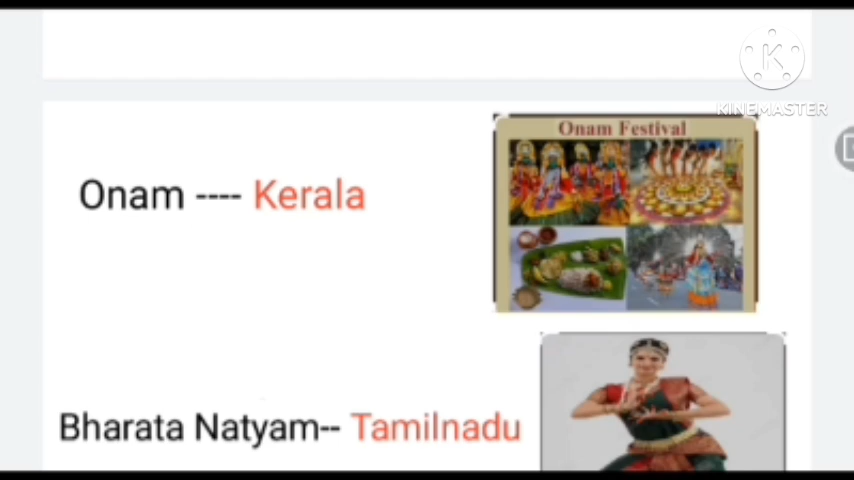 KINEMASTER
Onam Festival
Onam ---- Kerala
Bharata Natyam-- Tamilnadu